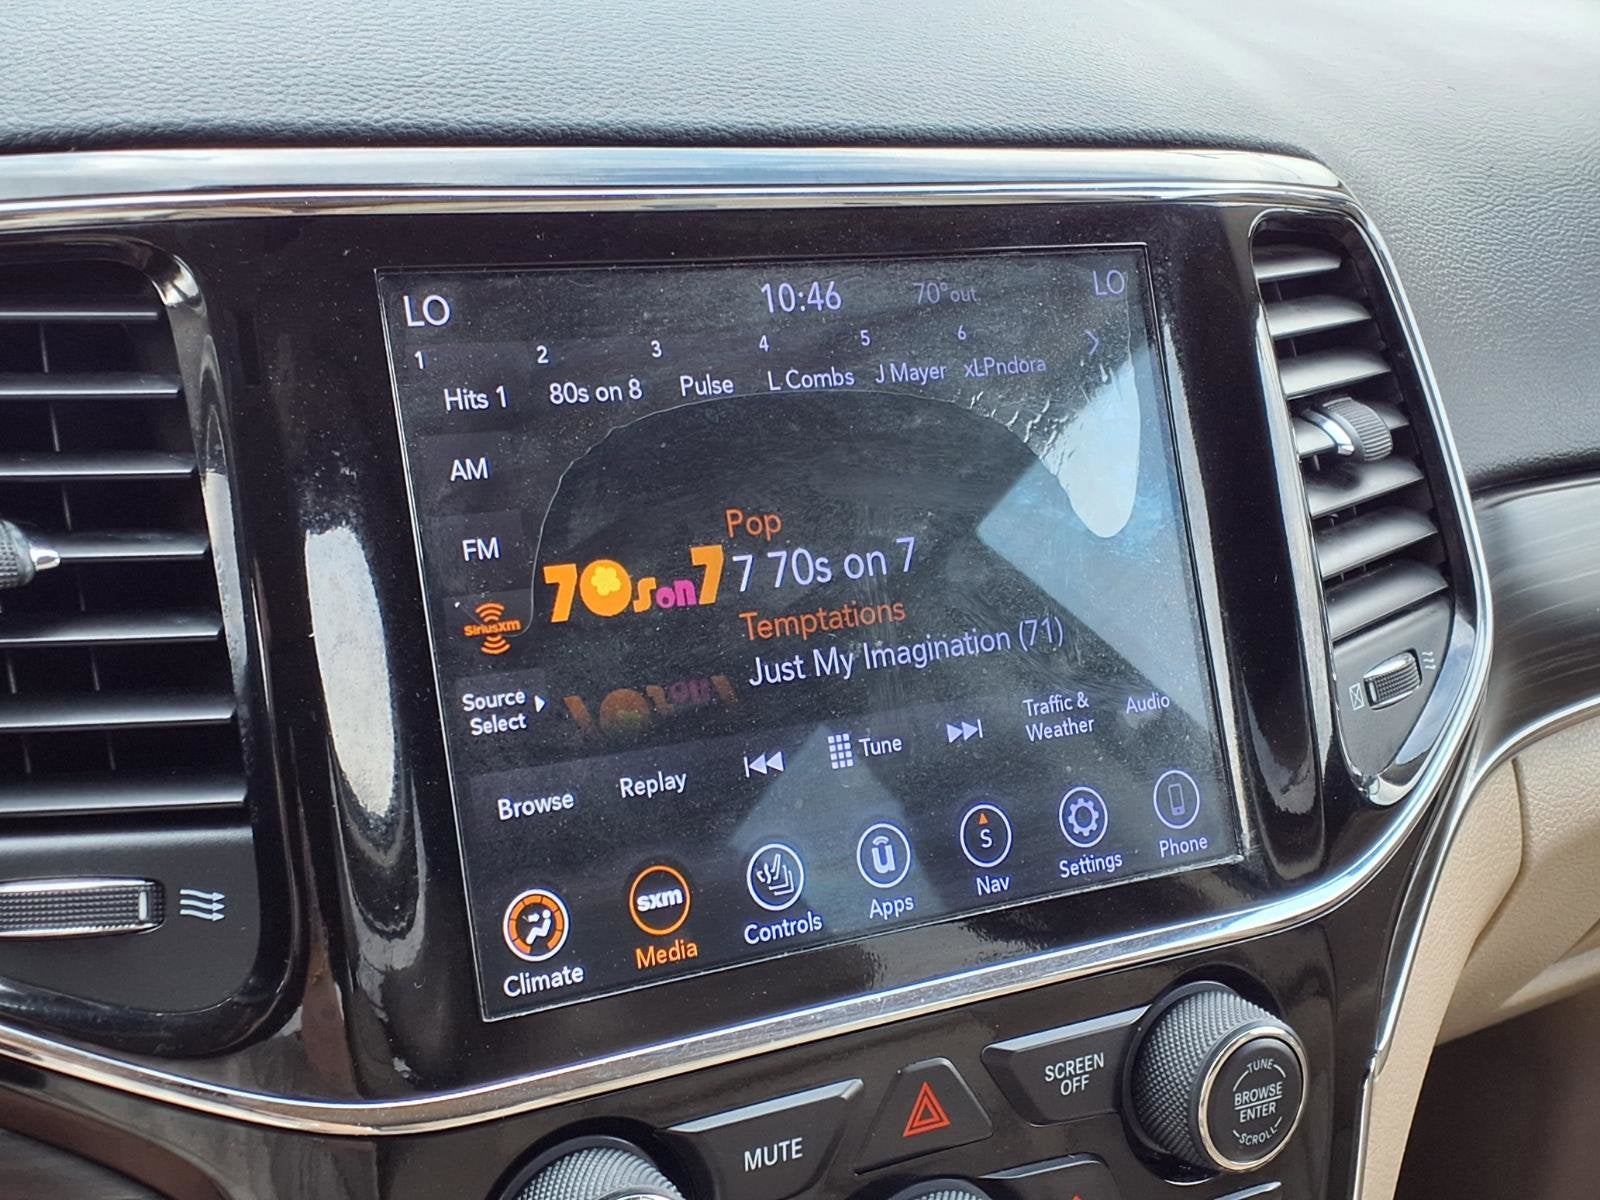 LO 10:46 70° out. LO
1 2 3 4 5 6
Hits 1 80s on 8 Pulse L Combs J Mayer xLPndora
AM
FM
SiriusXM
Source
Select
Pop
70s on 7
7 70s on 7
Temptations
Just My Imagination (71)
Browse Replay Tune Traffic &
Weather Audio
sxm
u
S
Climate Media Controls Apps Nav Settings Phone
MUTE
SCREEN
OFF
TUNE
BROWSE
ENTER
SCROLL